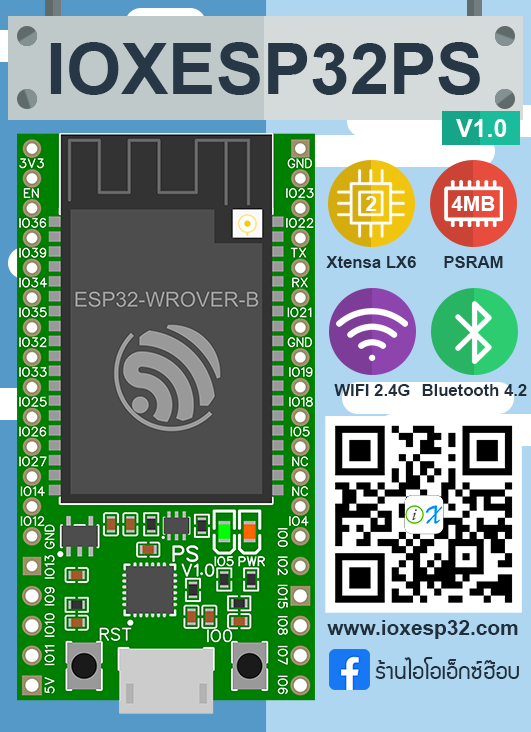 IOXESP32PS
V1.0
3V3
EN
IO36
IO39
IO34
IO35
IO32
IO33
IO25
IO26
IO27
IO14
IO12
GND
IO13
IO9
IO10
IO11
5V
ESP32-WROVER-B
IO5 PWR
PS
V1.0
RST
IO0
GND
IO23
IO22
TX
RX
IO21
GND
IO19
IO18
IO5
NC
NC
IO4
IO0
IO2
IO15
IO8
IO7
IO6
2
4MB
Xtensa LX6 PSRAM
WIFI 2.4G Bluetooth 4.2
iX
www.ioxesp32.com
f ร้านไอโอเอ็กซ์ฮ๊อบ